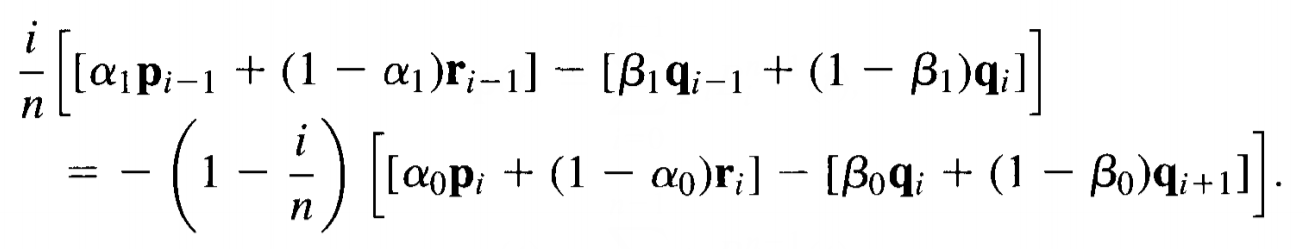 \frac{i}{n}\Big[[\alpha_1 \mathbf{p}_{i-1} + (1 - \alpha_1)\mathbf{r}_{i-1}] - [\beta_1 \mathbf{q}_{i-1} + (1 - \beta_1)\mathbf{q}_i]\Big]
= -\left(1 - \frac{i}{n}\right)\Big[[\alpha_0 \mathbf{p}_i + (1 - \alpha_0)\mathbf{r}_i] - [\beta_0 \mathbf{q}_i + (1 - \beta_0)\mathbf{q}_{i+1}]\Big].